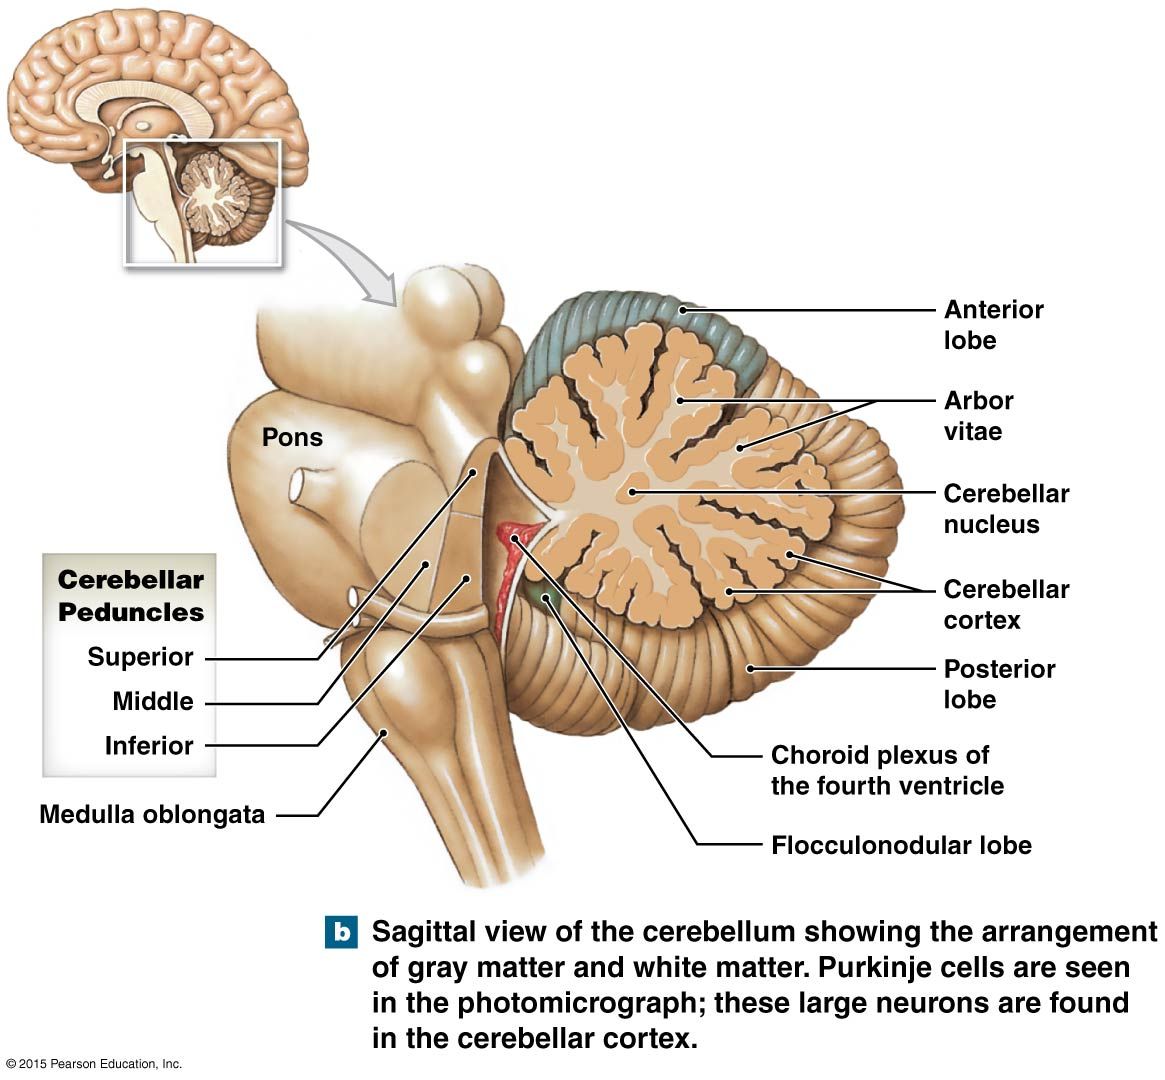 Anterior
lobe
Arbor
vitae
Pons
Cerebellar
nucleus
Cerebellar
Peduncles
Superior
Middle
Inferior
Cerebellar
cortex
Posterior
lobe
Choroid plexus of
the fourth ventricle
Medulla oblongata
Flocculonodular lobe
b Sagittal view of the cerebellum showing the arrangement
of gray matter and white matter. Purkinje cells are seen
in the photomicrograph; these large neurons are found
in the cerebellar cortex.
© 2015 Pearson Education, Inc.